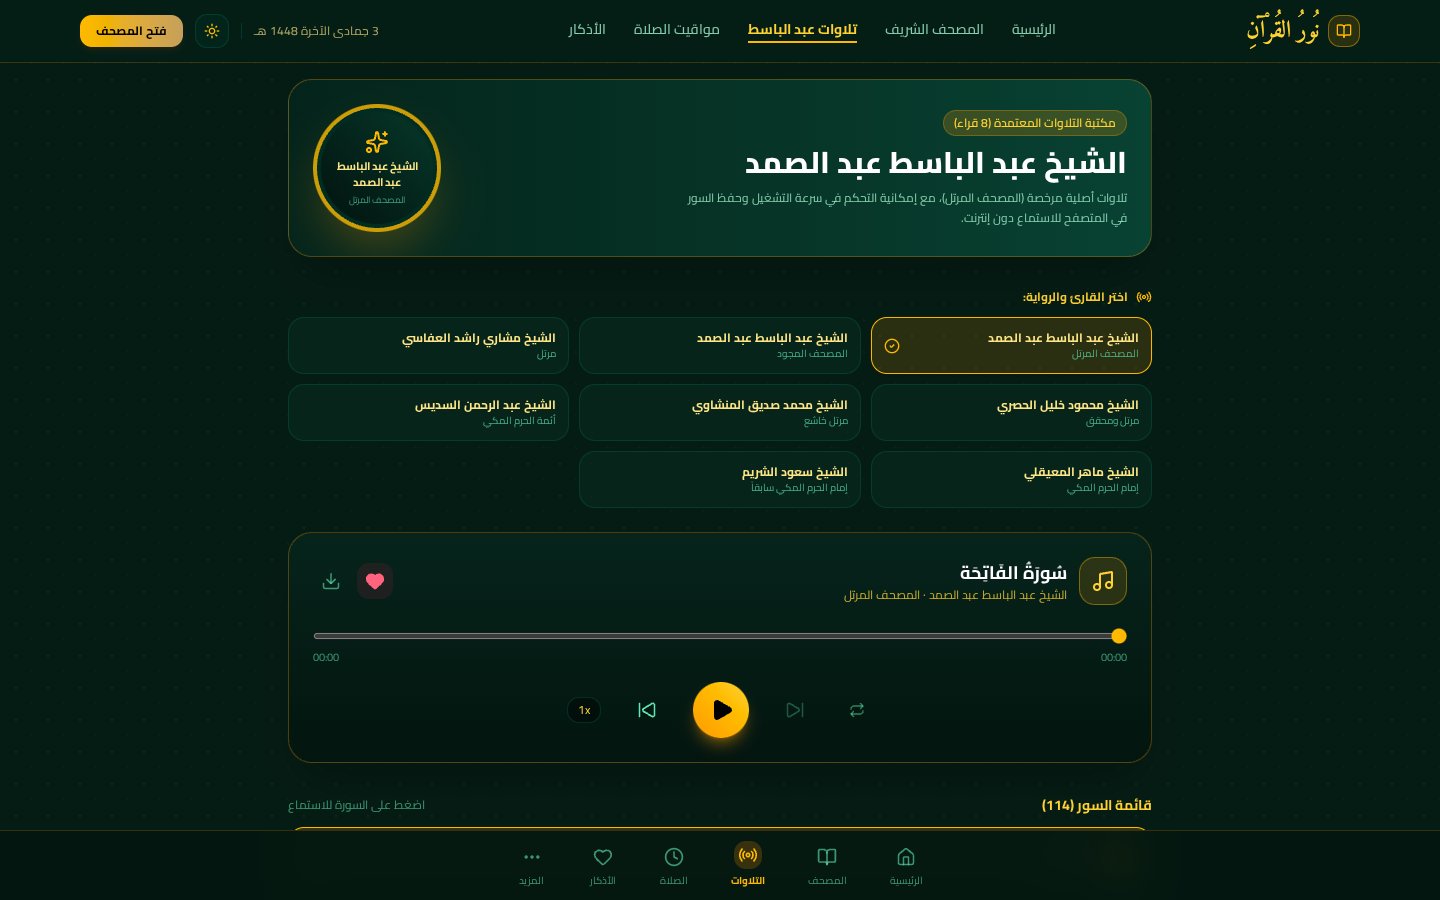 نُورُ القُرآنِ
الرئيسية
المصحف الشريف
تلاوات عبد الباسط
مواقيت الصلاة
الأذكار
3 جمادى الآخرة 1448 هـ
فتح المصحف
مكتبة التلاوات المعتمدة (8 قراء)
الشيخ عبد الباسط عبد الصمد
تلاوات أصلية مرخصة (المصحف المرتل)، مع إمكانية التحكم في سرعة التشغيل وحفظ السور
في المتصفح للاستماع دون إنترنت.
الشيخ عبد الباسط
عبد الصمد
المصحف المرتل
اختر القارئ والرواية:
الشيخ عبد الباسط عبد الصمد
المصحف المرتل
الشيخ عبد الباسط عبد الصمد
المصحف المجود
الشيخ مشاري راشد العفاسي
مرتل
الشيخ محمود خليل الحصري
مرتل ومحقق
الشيخ محمد صديق المنشاوي
مرتل خاشع
الشيخ عبد الرحمن السديس
أئمة الحرم المكي
الشيخ ماهر المعيقلي
إمام الحرم المكي
الشيخ سعود الشريم
إمام الحرم المكي سابقاً
سُورَةُ الفَاتِحَة
الشيخ عبد الباسط عبد الصمد · المصحف المرتل
00:00
00:00
1x
قائمة السور (114)
اضغط على السورة للاستماع
الرئيسية
المصحف
التلاوات
الصلاة
الأذكار
المزيد